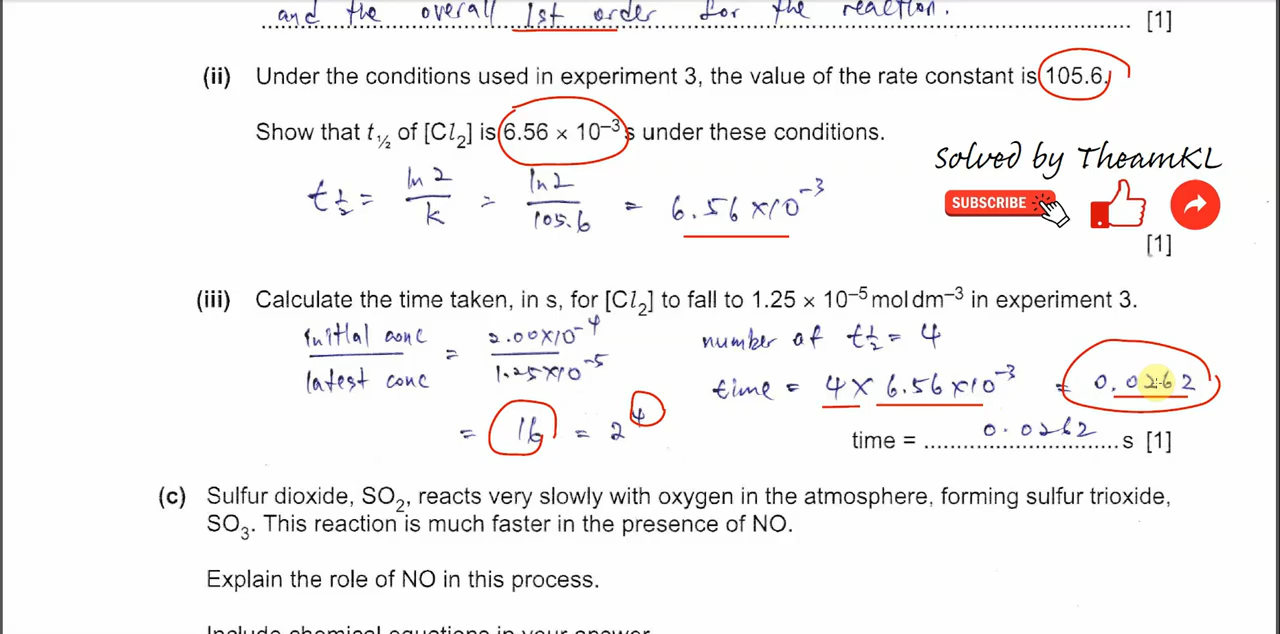 and the overall 1st order for the reaction.
[1]
(ii) Under the conditions used in experiment 3, the value of the rate constant is 105.6.
Show that t½ of [Cl₂] is 6.56 × 10⁻³ s under these conditions.
Solved by TheamKL
SUBSCRIBE
t½ = ln 2 / k = ln 2 / 105.6 = 6.56 × 10⁻³
[1]
(iii) Calculate the time taken, in s, for [Cl₂] to fall to 1.25 × 10⁻⁵ mol dm⁻³ in experiment 3.
initial conc / latest conc = 2.00×10⁻⁴ / 1.25×10⁻⁵
= 16 = 2⁴
number of t½ = 4
time = 4 × 6.56 × 10⁻³ = 0.0262
time = 0.0262 s [1]
(c) Sulfur dioxide, SO₂, reacts very slowly with oxygen in the atmosphere, forming sulfur trioxide,
SO₃. This reaction is much faster in the presence of NO.
Explain the role of NO in this process.
Include chemical equations in your answer.